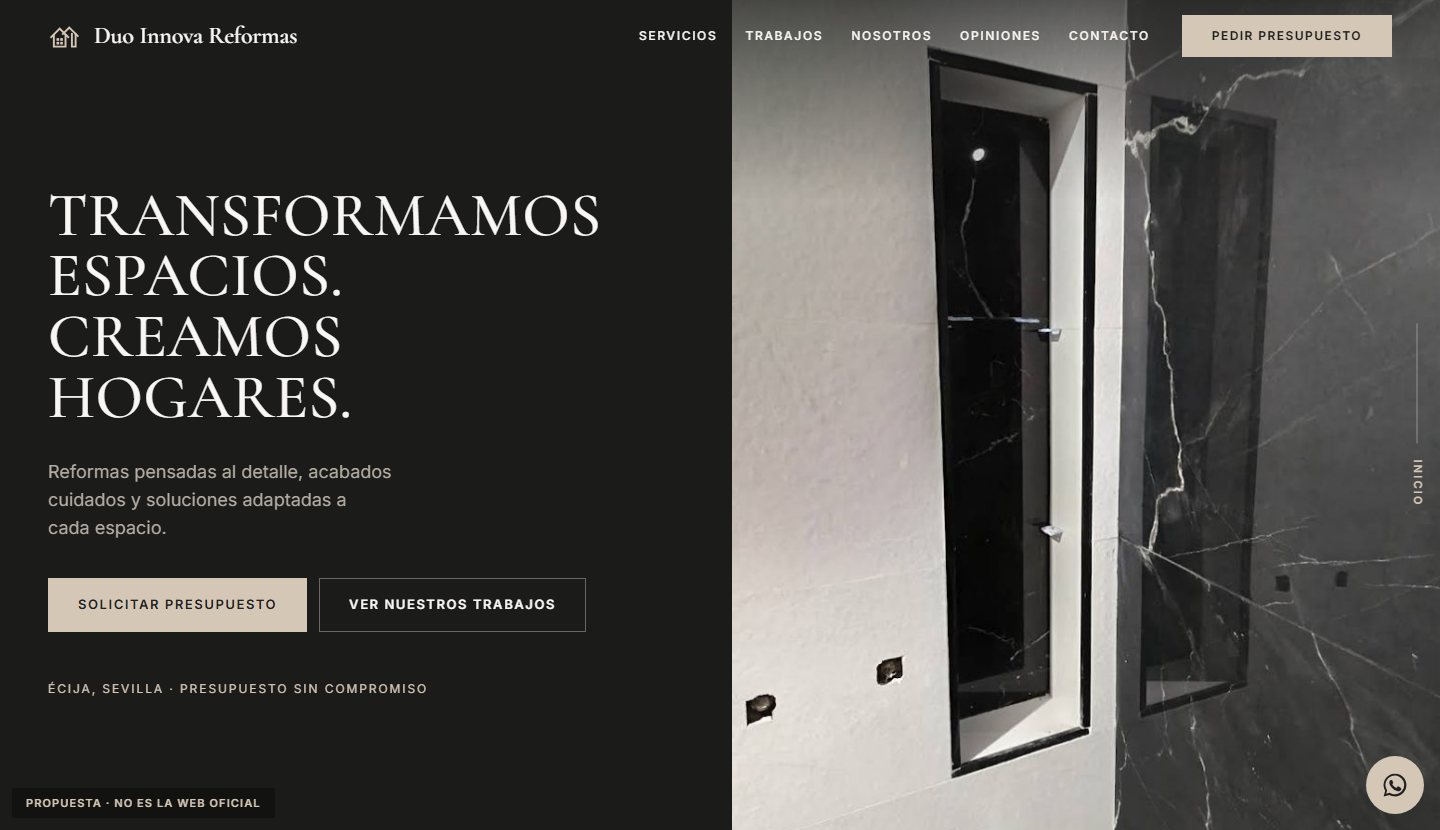 Duo Innova Reformas
SERVICIOS TRABAJOS NOSOTROS OPINIONES CONTACTO PEDIR PRESUPUESTO
TRANSFORMAMOS
ESPACIOS.
CREAMOS
HOGARES.
Reformas pensadas al detalle, acabados
cuidados y soluciones adaptadas a
cada espacio.
SOLICITAR PRESUPUESTO VER NUESTROS TRABAJOS
ÉCIJA, SEVILLA · PRESUPUESTO SIN COMPROMISO
INICIO
PROPUESTA · NO ES LA WEB OFICIAL